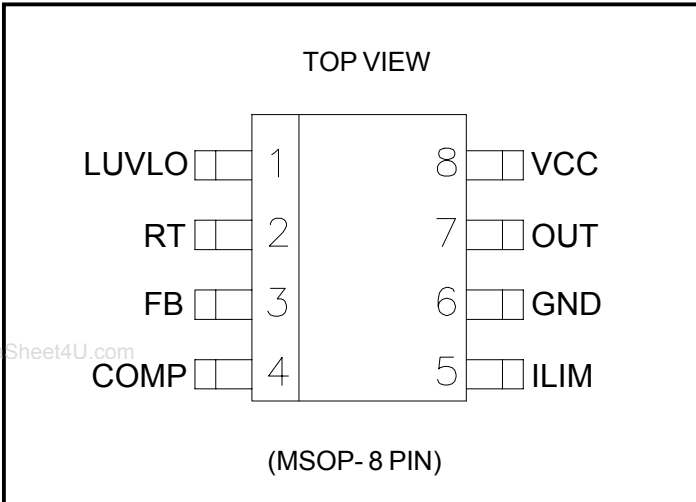 TOP VIEW
LUVLO 1 8 VCC
RT 2 7 OUT
FB 3 6 GND
Sheet4U.com
COMP 4 5 ILIM
(MSOP- 8 PIN)